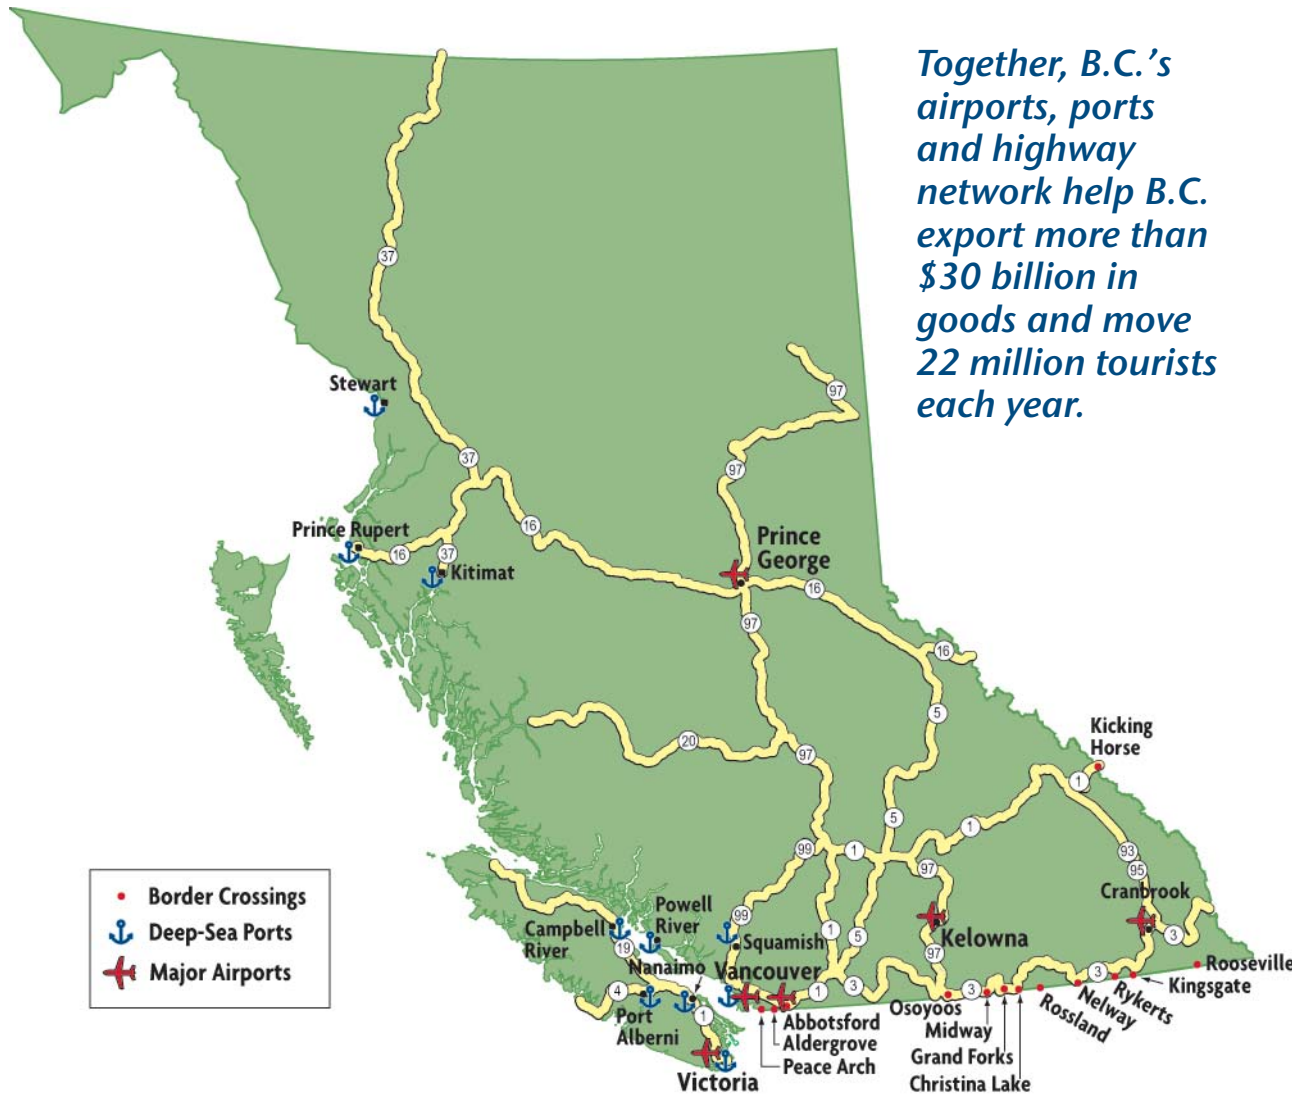 Together, B.C.'s
airports, ports
and highway
network help B.C.
export more than
$30 billion in
goods and move
22 million tourists
each year.
37
Stewart
97
37
97
16
Prince Rupert
16
37
Kitimat
Prince
George
16
97
16
5
Kicking
Horse
20
97
1
5
1
99
1
93
97
95
Border Crossings
Deep-Sea Ports
Major Airports
Cranbrook
Powell
River
99
Campbell
River
19
Squamish
1
5
Kelowna
3
97
Nanaimo
Vancouver
4
1
3
3
3
Rooseville
Kingsgate
Rykerts
Nelway
Rossland
Osoyoos
Midway
Grand Forks
Christina Lake
Port
Alberni
1
Abbotsford
Aldergrove
Peace Arch
Victoria